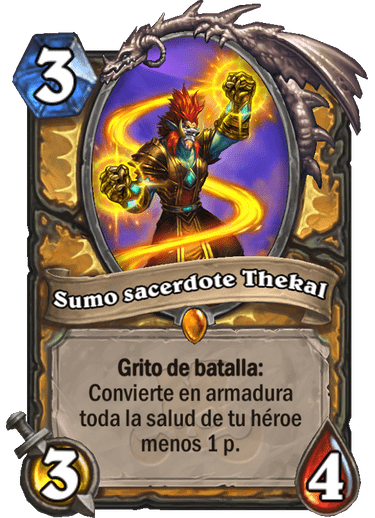 3
Sumo sacerdote Thekal
Grito de batalla:
Convierte en armadura
toda la salud de tu héroe
menos 1 p.
3
4